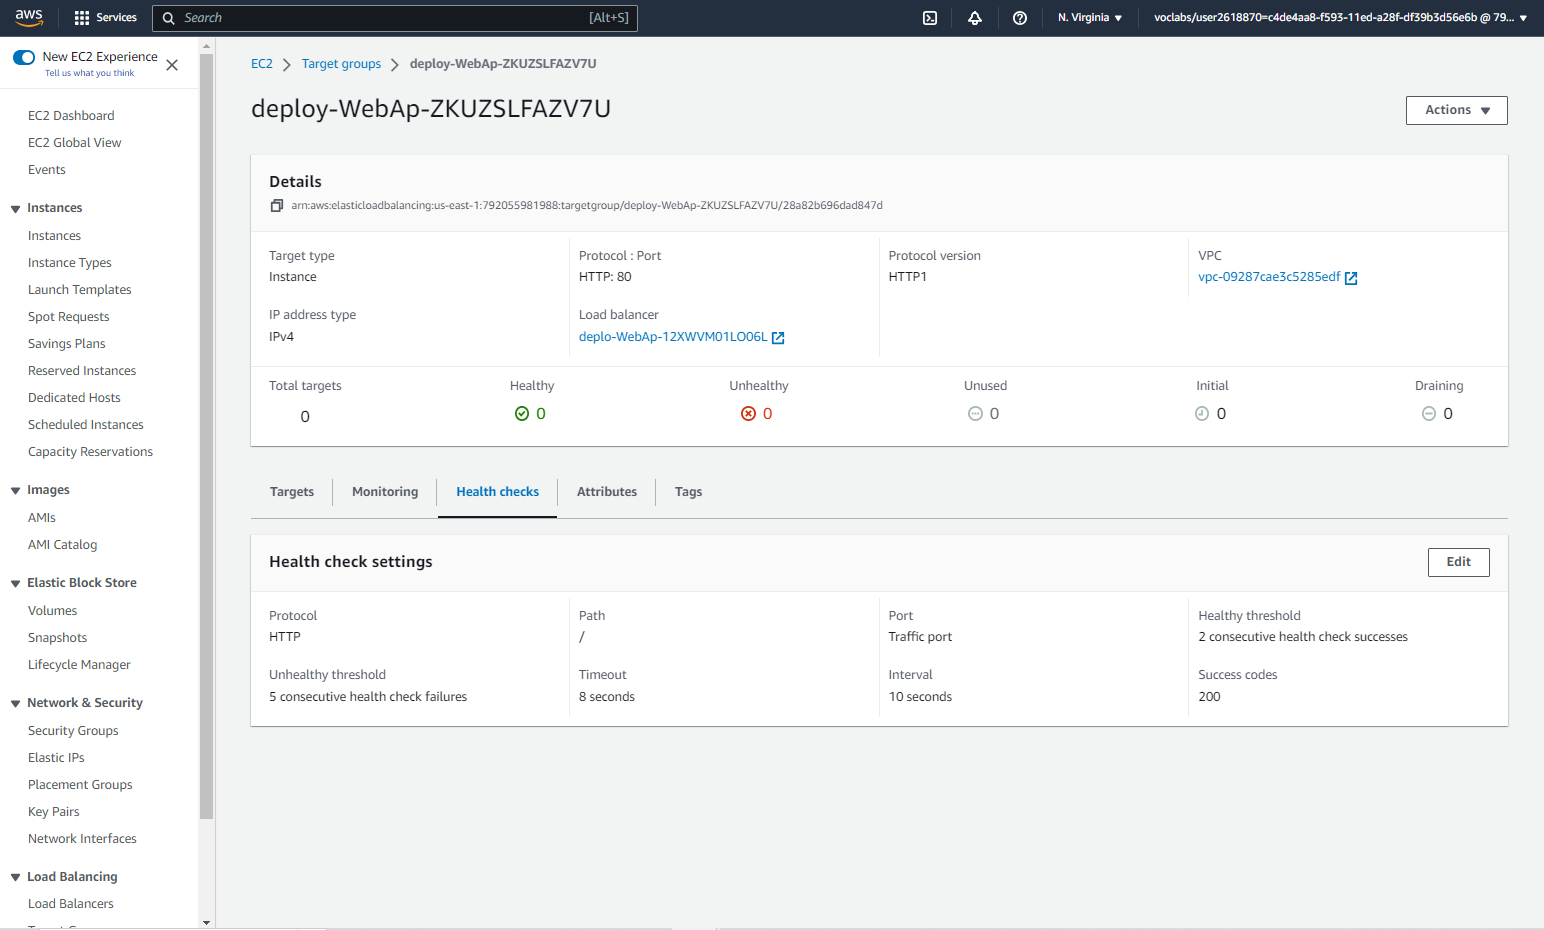 aws
Services
Search
[Alt+S]
N. Virginia
voclabs/user2618870=c4de4aa8-f593-11ed-a28f-df39b3d56e6b @ 79...
New EC2 Experience
Tell us what you think
EC2 Dashboard
EC2 Global View
Events
Instances
Instances
Instance Types
Launch Templates
Spot Requests
Savings Plans
Reserved Instances
Dedicated Hosts
Scheduled Instances
Capacity Reservations
Images
AMIs
AMI Catalog
Elastic Block Store
Volumes
Snapshots
Lifecycle Manager
Network & Security
Security Groups
Elastic IPs
Placement Groups
Key Pairs
Network Interfaces
Load Balancing
Load Balancers
EC2 > Target groups > deploy-WebAp-ZKUZSLFAZV7U
deploy-WebAp-ZKUZSLFAZV7U
Actions
Details
arn:aws:elasticloadbalancing:us-east-1:792055981988:targetgroup/deploy-WebAp-ZKUZSLFAZV7U/28a82b696dad847d
Target type
Instance
Protocol : Port
HTTP: 80
Protocol version
HTTP1
VPC
vpc-09287cae3c5285edf
IP address type
IPv4
Load balancer
deplo-WebAp-12XWVM01LO06L
Total targets
0
Healthy
0
Unhealthy
0
Unused
0
Initial
0
Draining
0
Targets
Monitoring
Health checks
Attributes
Tags
Health check settings
Edit
Protocol
HTTP
Path
/
Port
Traffic port
Healthy threshold
2 consecutive health check successes
Unhealthy threshold
5 consecutive health check failures
Timeout
8 seconds
Interval
10 seconds
Success codes
200